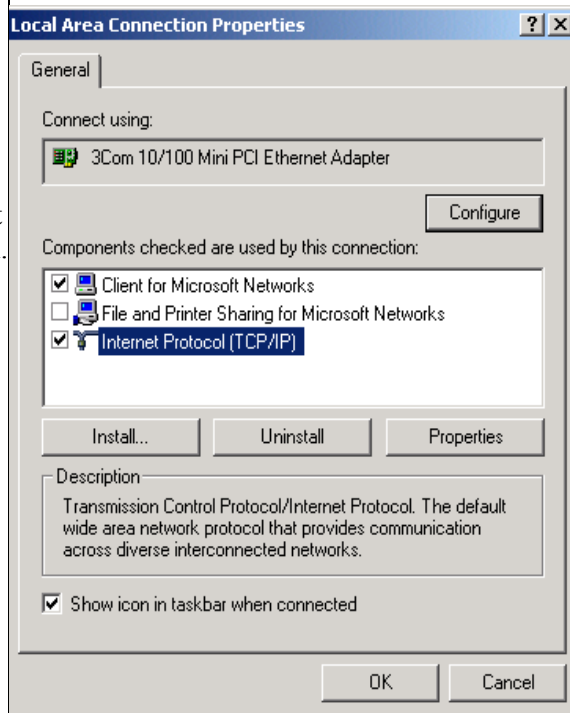 Local Area Connection Properties
General
Connect using:
3Com 10/100 Mini PCI Ethernet Adapter
Configure
Components checked are used by this connection:
Client for Microsoft Networks
File and Printer Sharing for Microsoft Networks
Internet Protocol (TCP/IP)
Install...
Uninstall
Properties
Description
Transmission Control Protocol/Internet Protocol. The default
wide area network protocol that provides communication
across diverse interconnected networks.
Show icon in taskbar when connected
OK
Cancel